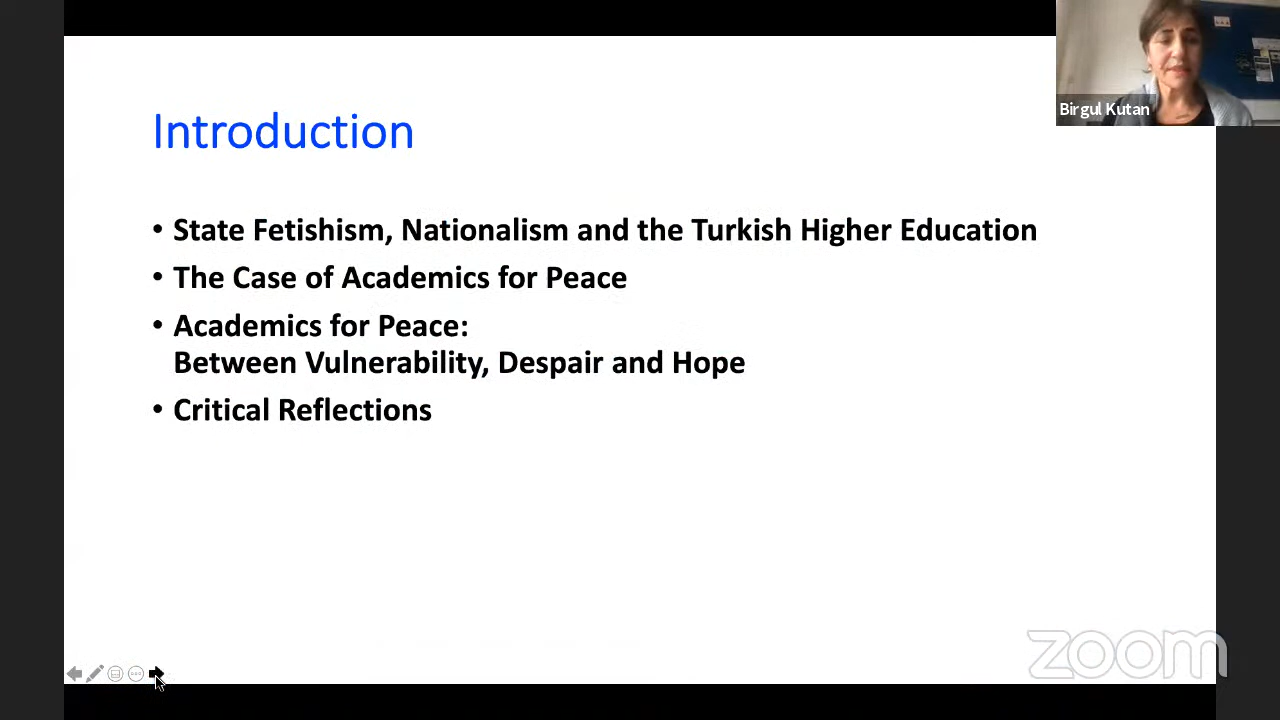 Birgul Kutan
Introduction
• State Fetishism, Nationalism and the Turkish Higher Education
• The Case of Academics for Peace
• Academics for Peace:
Between Vulnerability, Despair and Hope
• Critical Reflections
zoom